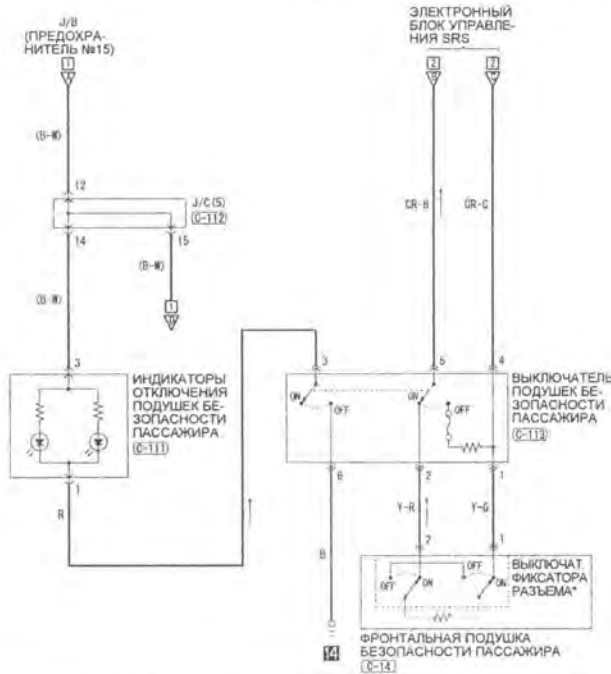 J/B
(ПРЕДОХРА-
НИТЕЛЬ №15)
1
(B-W)
12
J/C(5)
C-112
14
15
(B-W)
(B-W)
1
3
ИНДИКАТОРЫ
ОТКЛЮЧЕНИЯ
ПОДУШЕК БЕ-
ЗОПАСНОСТИ
ПАССАЖИРА
C-111
1
R
ЭЛЕКТРОННЫЙ
БЛОК УПРАВЛЕ-
НИЯ SRS
2
2
GR-B
GR-G
3
5
4
ON
OFF
ON
OFF
ВЫКЛЮЧАТЕЛЬ
ПОДУШЕК БЕ-
ЗОПАСНОСТИ
ПАССАЖИРА
C-113
6
2
1
B
Y-R
Y-G
2
1
OFF
ON
OFF
ON
ВЫКЛЮЧАТ.
ФИКСАТОРА
РАЗЪЕМА*
14
ФРОНТАЛЬНАЯ ПОДУШКА
БЕЗОПАСНОСТИ ПАССАЖИРА
C-14